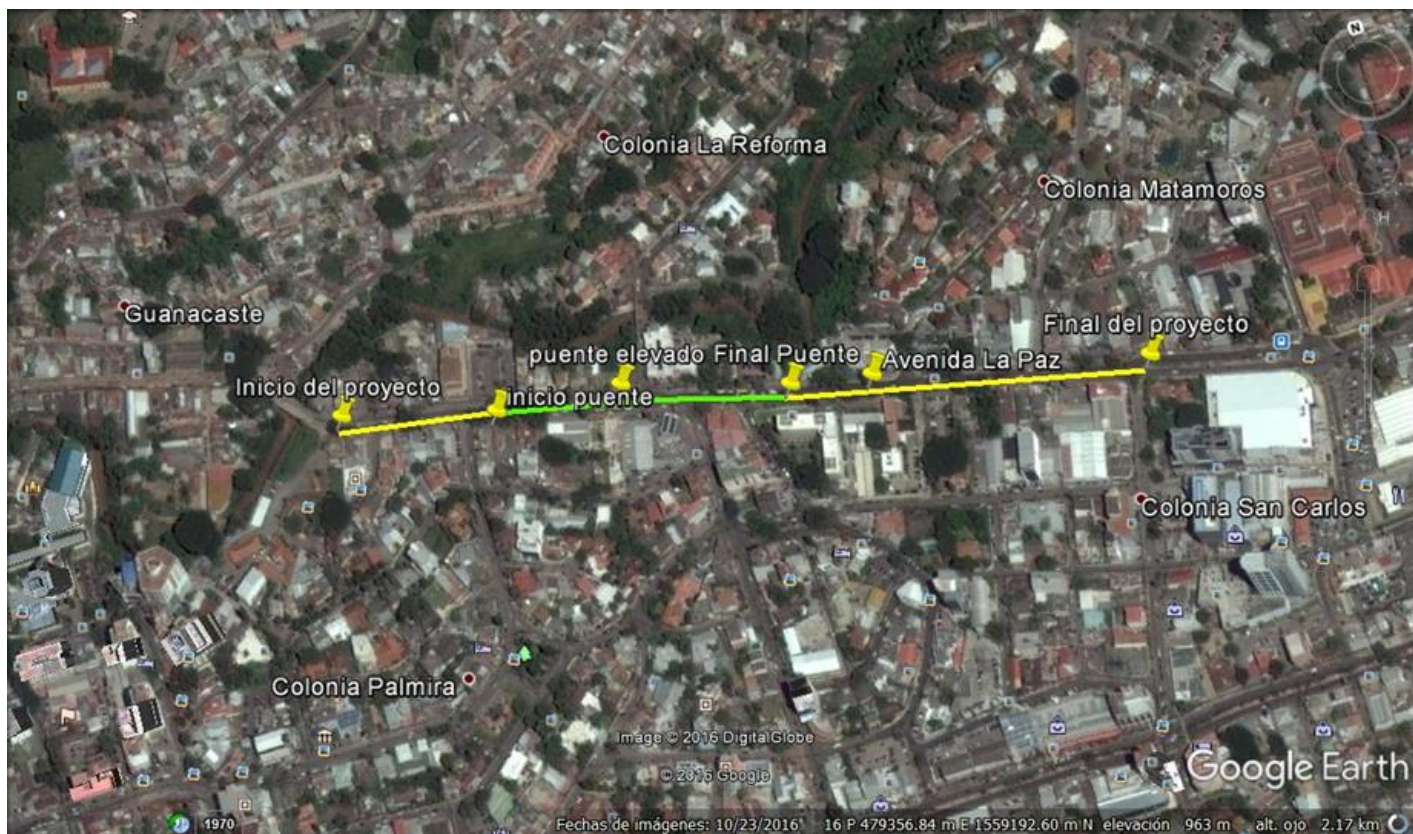 N
Colonia La Reforma
Colonia Matamoros
Guanacaste
Final del proyecto
puente elevado Final Puente
Avenida La Paz
Inicio del proyecto
inicio puente
Colonia San Carlos
Colonia Palmira
Image © 2016 DigitalGlobe
© 2016 Google
Google Earth
1970
Fechas de imágenes: 10/23/2016 16 P 479356.84 m E 1559192.60 m N elevación 963 m alt. ojo 2.17 km